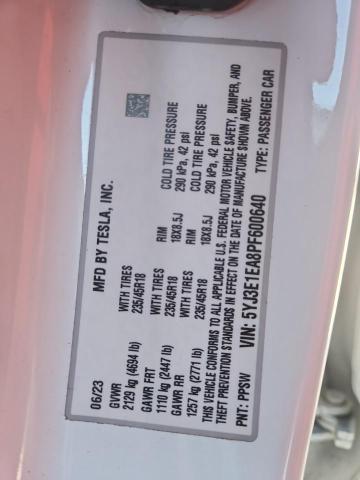 MFD BY TESLA, INC.
06/23
GVWR
2129 kg (4694 lb)
GAWR FRT WITH TIRES RIM COLD TIRE PRESSURE
1110 kg (2447 lb) 235/45R18 18X8.5J 290 kPa, 42 psi
GAWR RR WITH TIRES RIM COLD TIRE PRESSURE
1257 kg (2771 lb) 235/45R18 18X8.5J 290 kPa, 42 psi
THIS VEHICLE CONFORMS TO ALL APPLICABLE U.S. FEDERAL MOTOR VEHICLE SAFETY, BUMPER, AND
THEFT PREVENTION STANDARDS IN EFFECT ON THE DATE OF MANUFACTURE SHOWN ABOVE.
VIN: 5YJ3E1EA8PF600640
PNT: PPSW TYPE: PASSENGER CAR